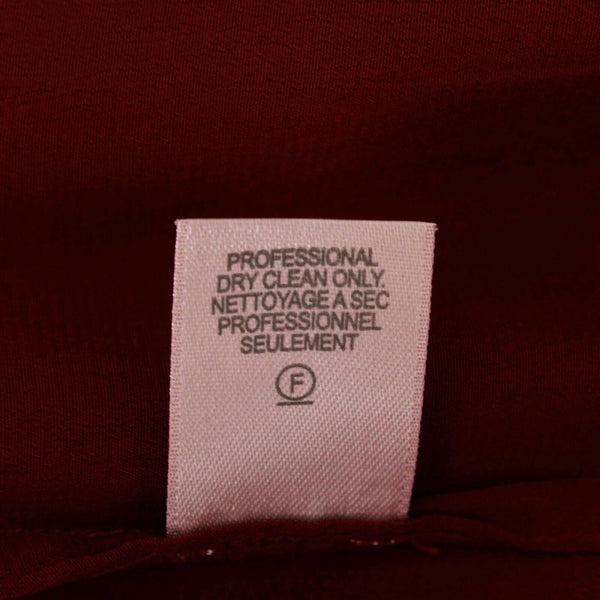 PROFESSIONAL
DRY CLEAN ONLY.
NETTOYAGE A SEC
PROFESSIONNEL
SEULEMENT
F